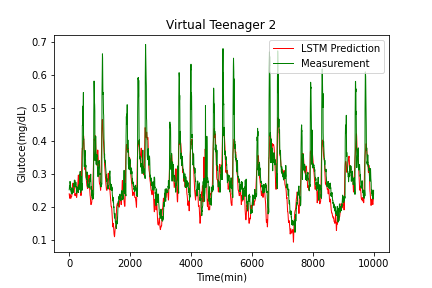 Virtual Teenager 2
LSTM Prediction
Measurement
Glutoce(mg/dL)
0.7
0.6
0.5
0.4
0.3
0.2
0.1
0 2000 4000 6000 8000 10000
Time(min)